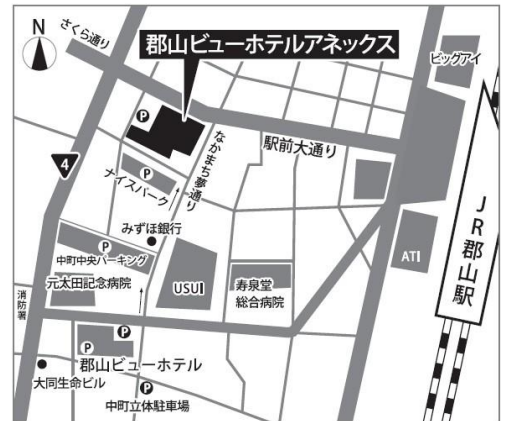 N
さくら通り
郡山ビューホテルアネックス
ビッグアイ
P
4
駅前大通り
なかまち夢通り
P
ナイスパーク
みずほ銀行
P
中町中央パーキング
元太田記念病院
USUI
寿泉堂
総合病院
ATI
JR郡山駅
消防署
P
P
郡山ビューホテル
大同生命ビル
P
中町立体駐車場